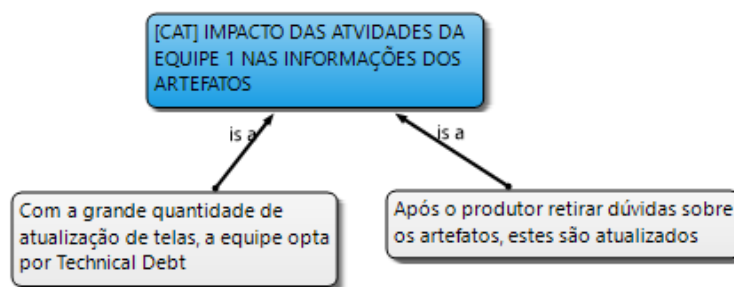 [CAT] IMPACTO DAS ATVIDADES DA
EQUIPE 1 NAS INFORMAÇÕES DOS
ARTEFATOS
is a
is a
Com a grande quantidade de
atualização de telas, a equipe opta
por Technical Debt
Após o produtor retirar dúvidas sobre
os artefatos, estes são atualizados